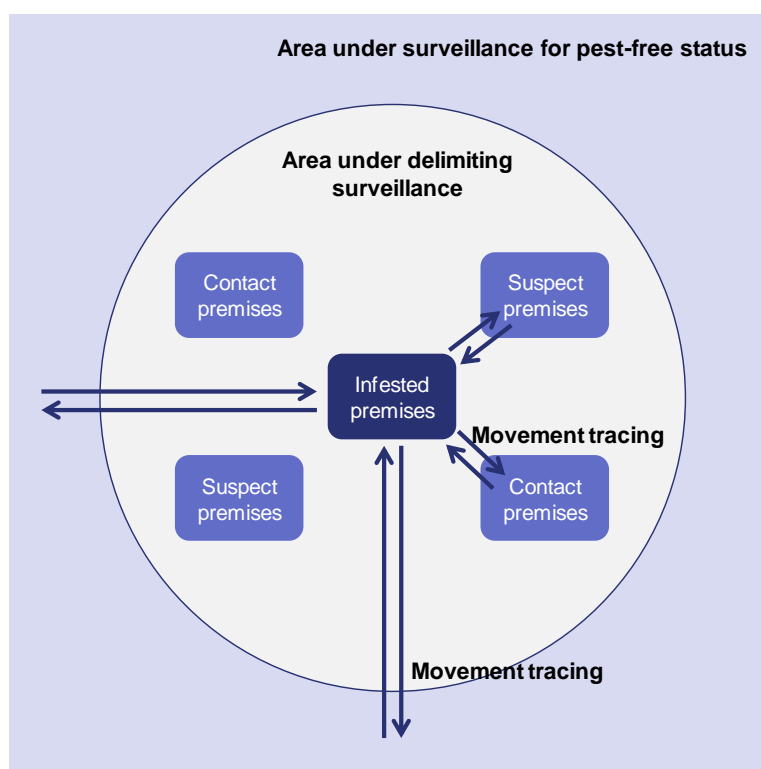 Area under surveillance for pest-free status
Area under delimiting
surveillance
Contact
premises
Suspect
premises
Infested
premises
Movement tracing
Suspect
premises
Contact
premises
Movement tracing